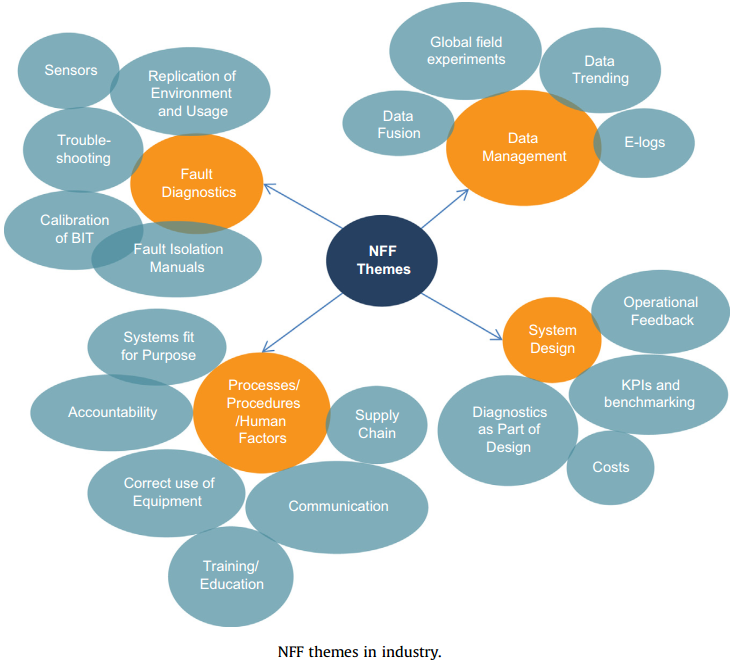 Sensors
Replication of
Environment
and Usage
Trouble-
shooting
Fault
Diagnostics
Calibration
of BIT
Fault Isolation
Manuals
Global field
experiments
Data
Trending
Data
Fusion
Data
Management
E-logs
NFF
Themes
System
Design
Operational
Feedback
KPIs and
benchmarking
Diagnostics
as Part of
Design
Costs
Systems fit
for Purpose
Accountability
Processes/
Procedures
/Human
Factors
Supply
Chain
Correct use of
Equipment
Communication
Training/
Education
NFF themes in industry.